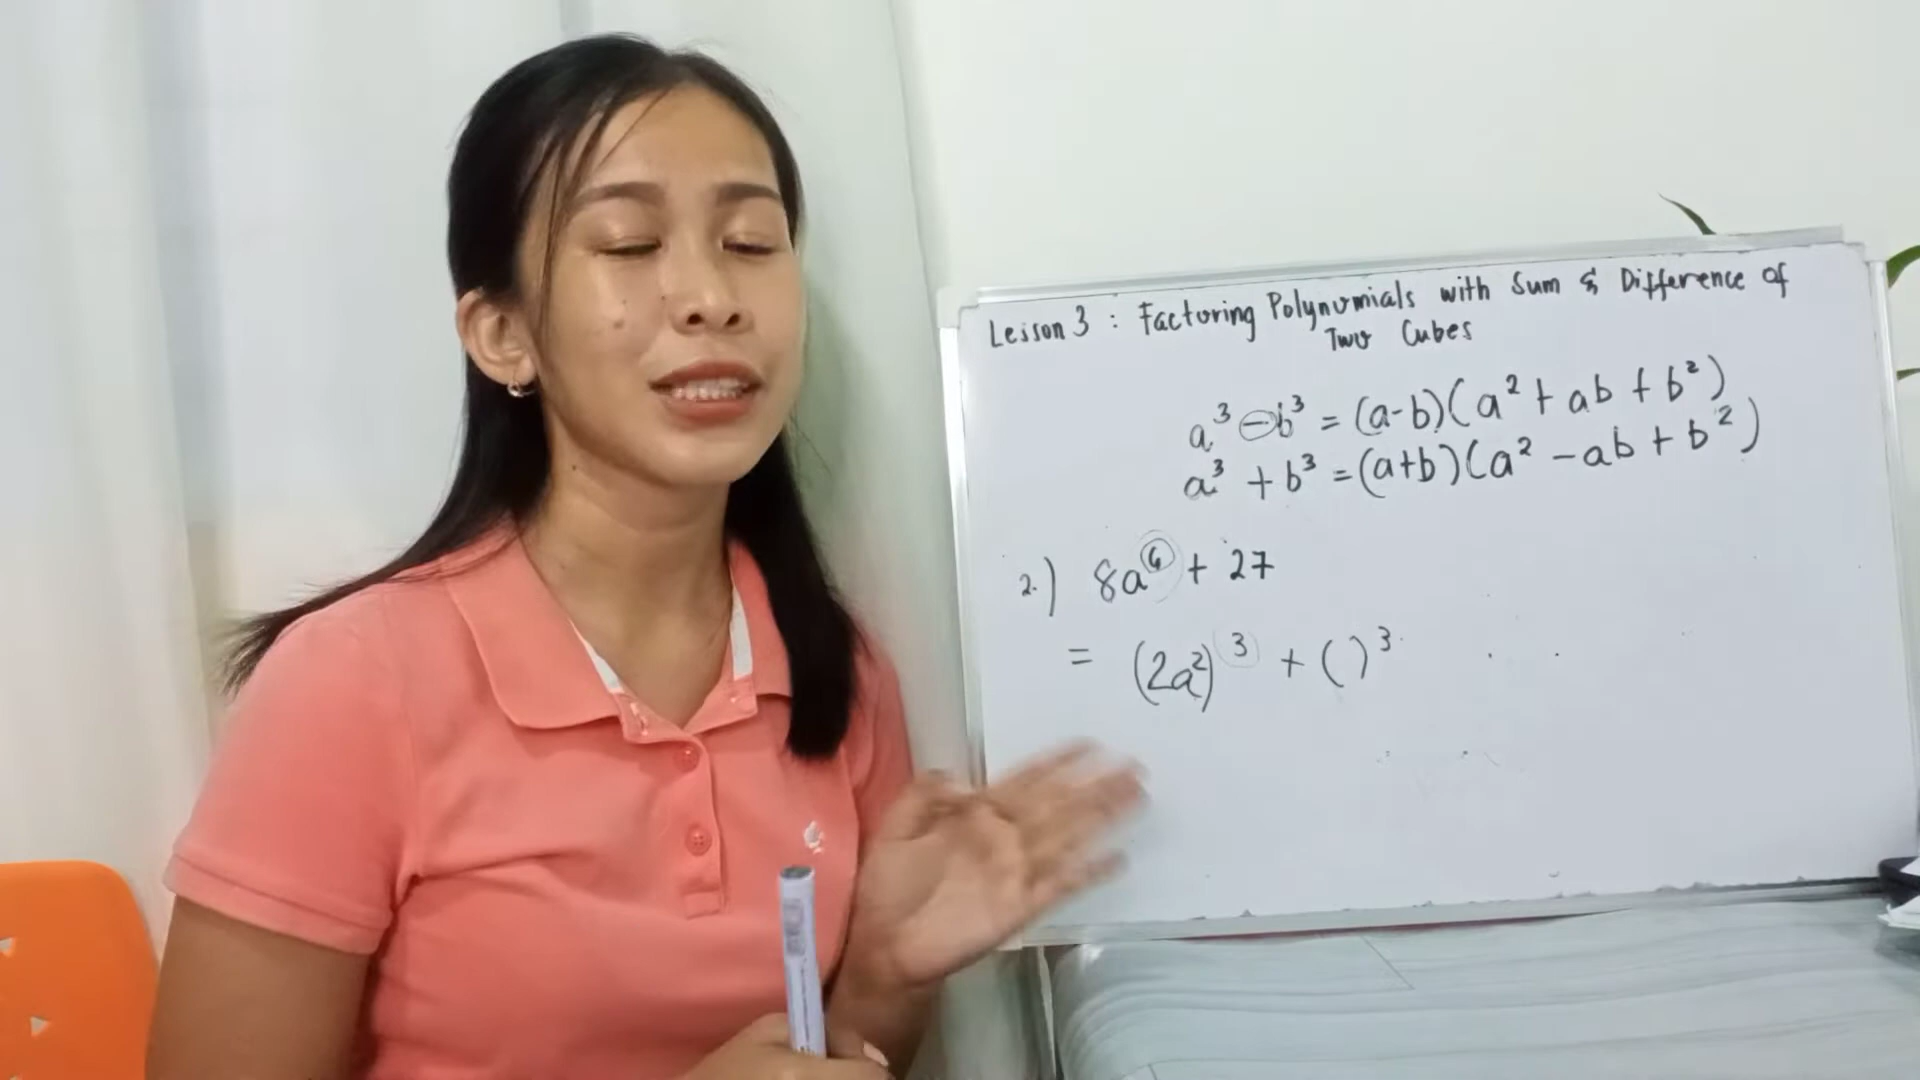 Lesson 3 : Factoring Polynomials with Sum & Difference of
Two Cubes
a³ - b³ = (a-b)(a² + ab + b²)
a³ + b³ = (a+b)(a² - ab + b²)
2.) 8a⁶ + 27
= (2a²)³ + ( )³